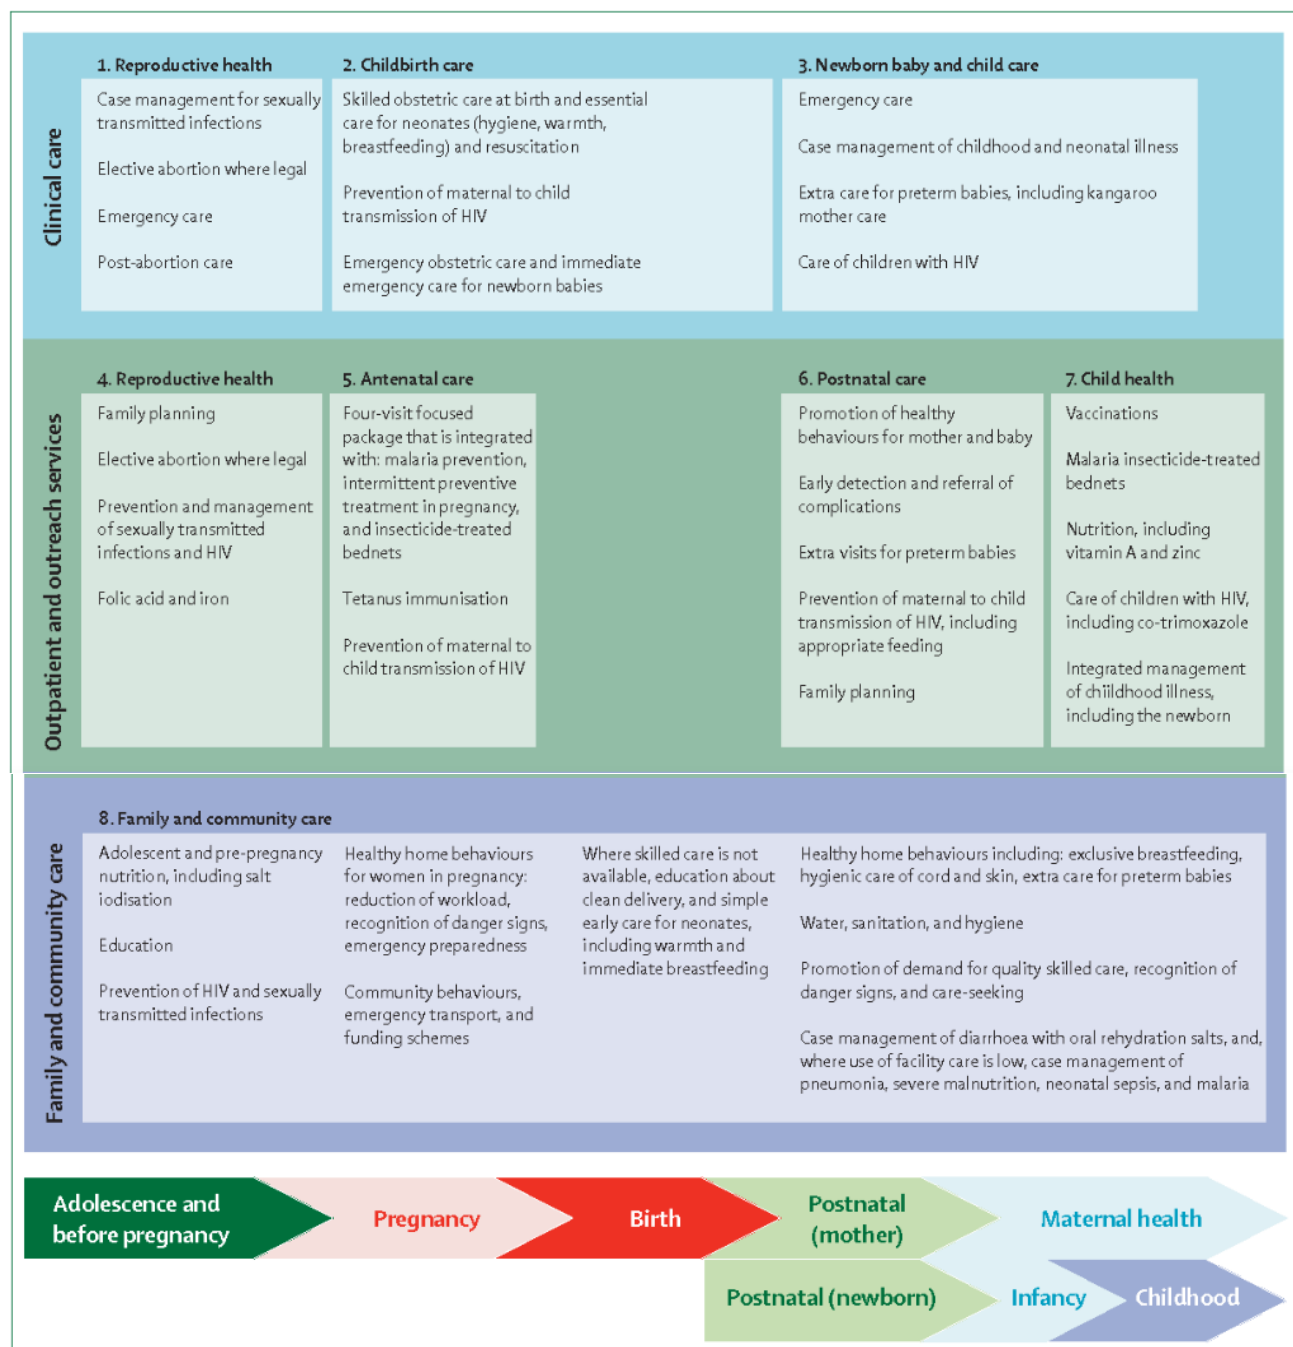 Clinical care
1. Reproductive health
Case management for sexually
transmitted infections
Elective abortion where legal
Emergency care
Post-abortion care
2. Childbirth care
Skilled obstetric care at birth and essential
care for neonates (hygiene, warmth,
breastfeeding) and resuscitation
Prevention of maternal to child
transmission of HIV
Emergency obstetric care and immediate
emergency care for newborn babies
3. Newborn baby and child care
Emergency care
Case management of childhood and neonatal illness
Extra care for preterm babies, including kangaroo
mother care
Care of children with HIV
Outpatient and outreach services
4. Reproductive health
Family planning
Elective abortion where legal
Prevention and management
of sexually transmitted
infections and HIV
Folic acid and iron
5. Antenatal care
Four-visit focused
package that is integrated
with: malaria prevention,
intermittent preventive
treatment in pregnancy,
and insecticide-treated
bednets
Tetanus immunisation
Prevention of maternal to
child transmission of HIV
6. Postnatal care
Promotion of healthy
behaviours for mother and baby
Early detection and referral of
complications
Extra visits for preterm babies
Prevention of maternal to child
transmission of HIV, including
appropriate feeding
Family planning
7. Child health
Vaccinations
Malaria insecticide-treated
bednets
Nutrition, including
vitamin A and zinc
Care of children with HIV,
including co-trimoxazole
Integrated management
of chiildhood illness,
including the newborn
Family and community care
8. Family and community care
Adolescent and pre-pregnancy
nutrition, including salt
iodisation
Education
Prevention of HIV and sexually
transmitted infections
Healthy home behaviours
for women in pregnancy:
reduction of workload,
recognition of danger signs,
emergency preparedness
Community behaviours,
emergency transport, and
funding schemes
Where skilled care is not
available, education about
clean delivery, and simple
early care for neonates,
including warmth and
immediate breastfeeding
Healthy home behaviours including: exclusive breastfeeding,
hygienic care of cord and skin, extra care for preterm babies
Water, sanitation, and hygiene
Promotion of demand for quality skilled care, recognition of
danger signs, and care-seeking
Case management of diarrhoea with oral rehydration salts, and,
where use of facility care is low, case management of
pneumonia, severe malnutrition, neonatal sepsis, and malaria
Adolescence and
before pregnancy
Pregnancy
Birth
Postnatal
(mother)
Maternal health
Postnatal (newborn)
Infancy
Childhood